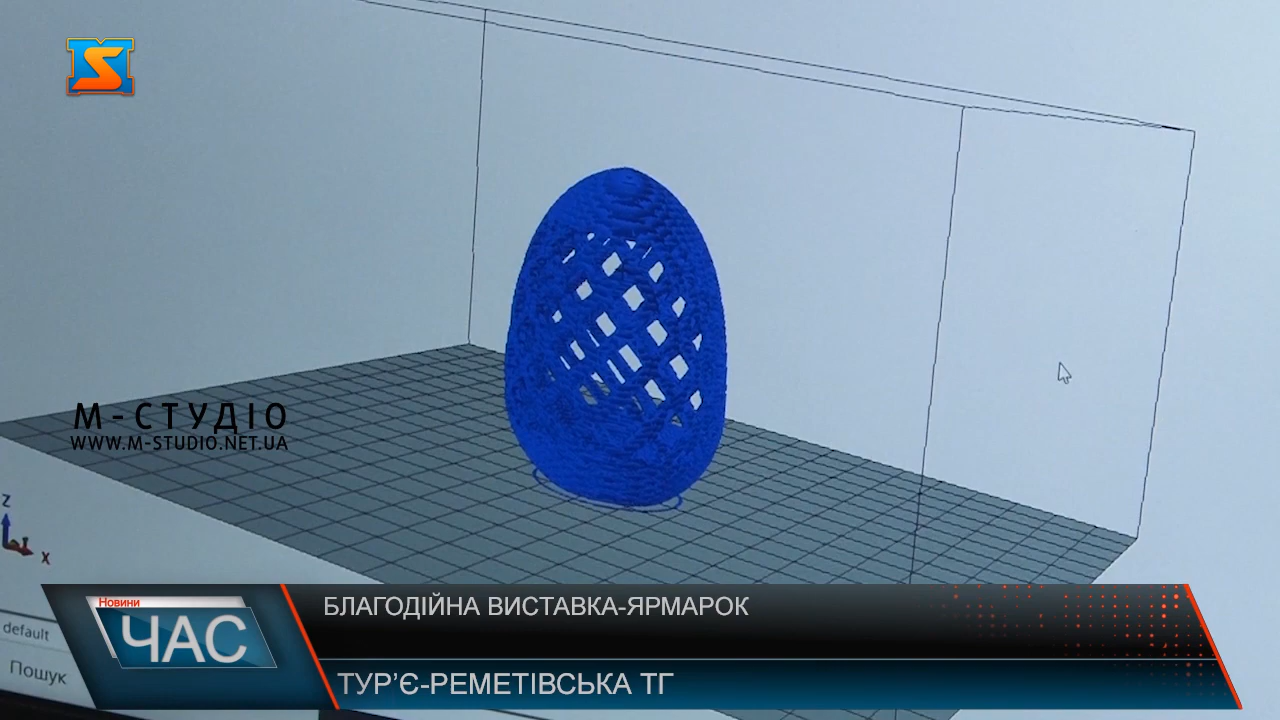 S
М-СТУДІО
WWW.M-STUDIO.NET.UA
Z
X
default
Пошук
Новини
ЧАС
БЛАГОДІЙНА ВИСТАВКА-ЯРМАРОК
ТУР’Є-РЕМЕТІВСЬКА ТГ